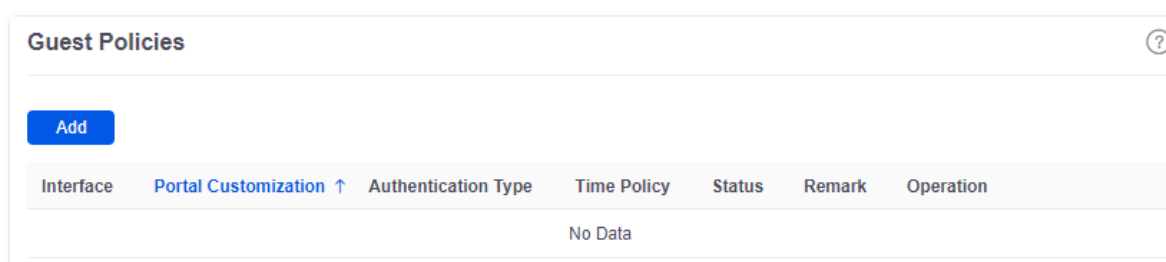 Guest Policies ?
Add
Interface Portal Customization ↑ Authentication Type Time Policy Status Remark Operation
No Data